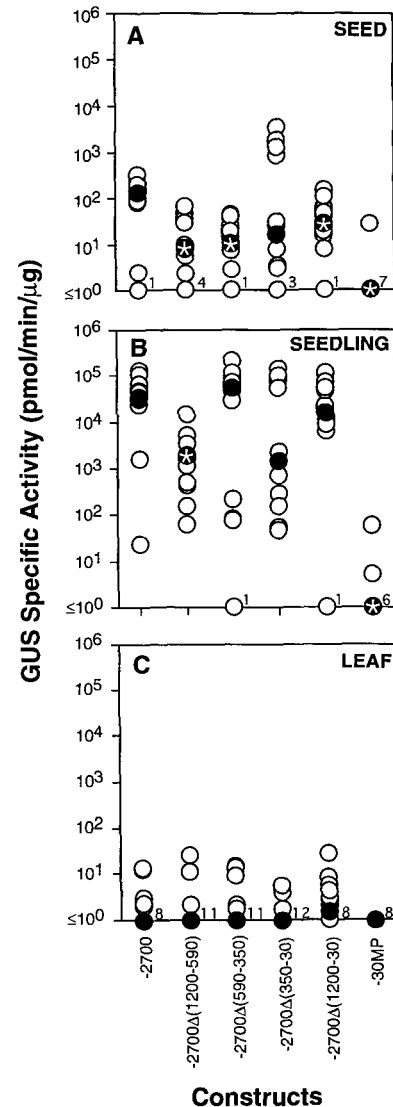 GUS Specific Activity (pmol/min/µg)
A
SEED
10⁶
10⁵
10⁴
10³
10²
10¹
≤10⁰
1
4
1
3
1
7
B
SEEDLING
10⁶
10⁵
10⁴
10³
10²
10¹
≤10⁰
1
1
6
C
LEAF
10⁶
10⁵
10⁴
10³
10²
10¹
≤10⁰
8
11
11
12
8
8
-2700
-2700Δ(1200-590)
-2700Δ(590-350)
-2700Δ(350-30)
-2700Δ(1200-30)
-30MP
Constructs